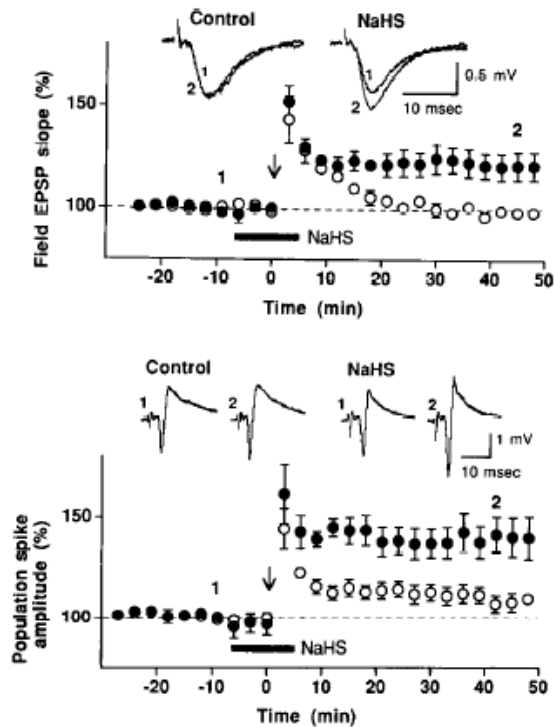 Control NaHS
1 2 1 2
0.5 mV
10 msec
Field EPSP slope (%)
150
100
1 2
NaHS
-20 -10 0 10 20 30 40 50
Time (min)
Control NaHS
1 2 1 2
1 mV
10 msec
Population spike
amplitude (%)
150
100
1 2
NaHS
-20 -10 0 10 20 30 40 50
Time (min)